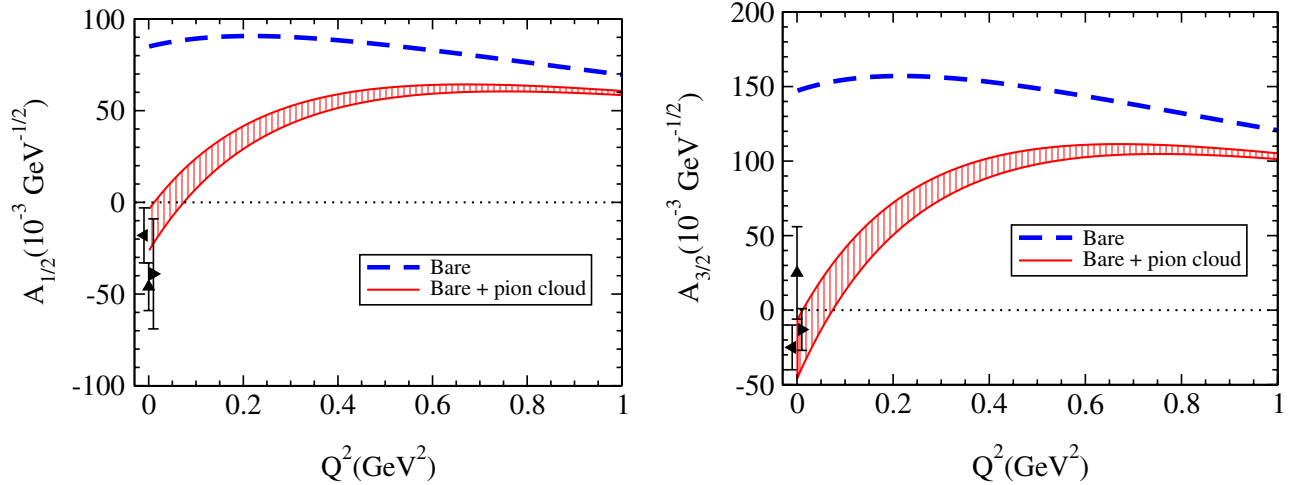 100
50
0
-50
-100
A1/2(10-3 GeV-1/2)
Bare
Bare + pion cloud
0 0.2 0.4 0.6 0.8 1
Q2(GeV2)
200
150
100
50
0
-50
A3/2(10-3 GeV-1/2)
Bare
Bare + pion cloud
0 0.2 0.4 0.6 0.8 1
Q2(GeV2)